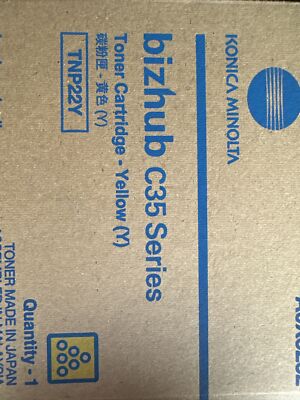 KONICA MINOLTA
bizhub C35 Series
Toner Cartridge - Yellow (Y)
碳粉匣 - 黃色 (Y)
TNP22Y
Quantity - 1
TONER MADE IN JAPAN